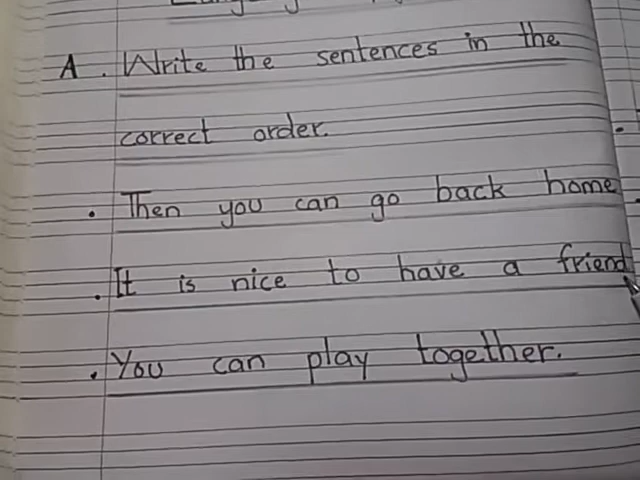 A. Write the sentences in the
correct order.
. Then you can go back home
. It is nice to have a friend
. You can play together.